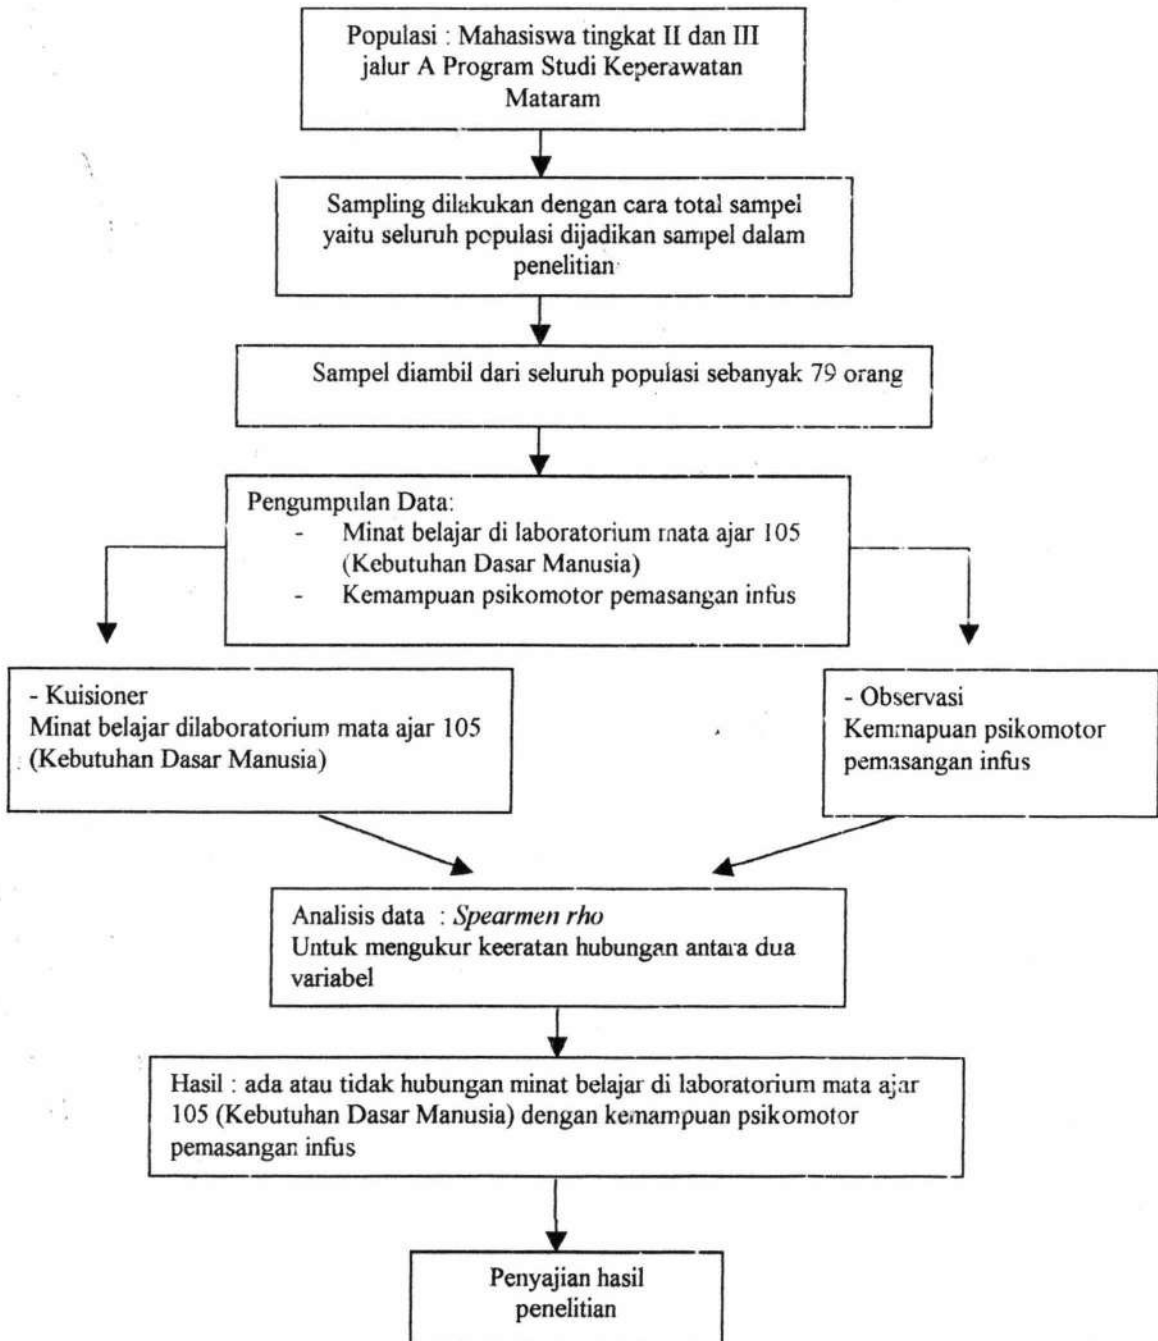 Populasi : Mahasiswa tingkat II dan III
jalur A Program Studi Keperawatan
Mataram
Sampling dilakukan dengan cara total sampel
yaitu seluruh populasi dijadikan sampel dalam
penelitian
Sampel diambil dari seluruh populasi sebanyak 79 orang
Pengumpulan Data:
- Minat belajar di laboratorium mata ajar 105
(Kebutuhan Dasar Manusia)
- Kemampuan psikomotor pemasangan infus
- Kuisioner
Minat belajar dilaboratorium mata ajar 105
(Kebutuhan Dasar Manusia)
- Observasi
Kemmapuan psikomotor
pemasangan infus
Analisis data : Spearmen rho
Untuk mengukur keeratan hubungan antara dua
variabel
Hasil : ada atau tidak hubungan minat belajar di laboratorium mata ajar
105 (Kebutuhan Dasar Manusia) dengan kemampuan psikomotor
pemasangan infus
Penyajian hasil
penelitian